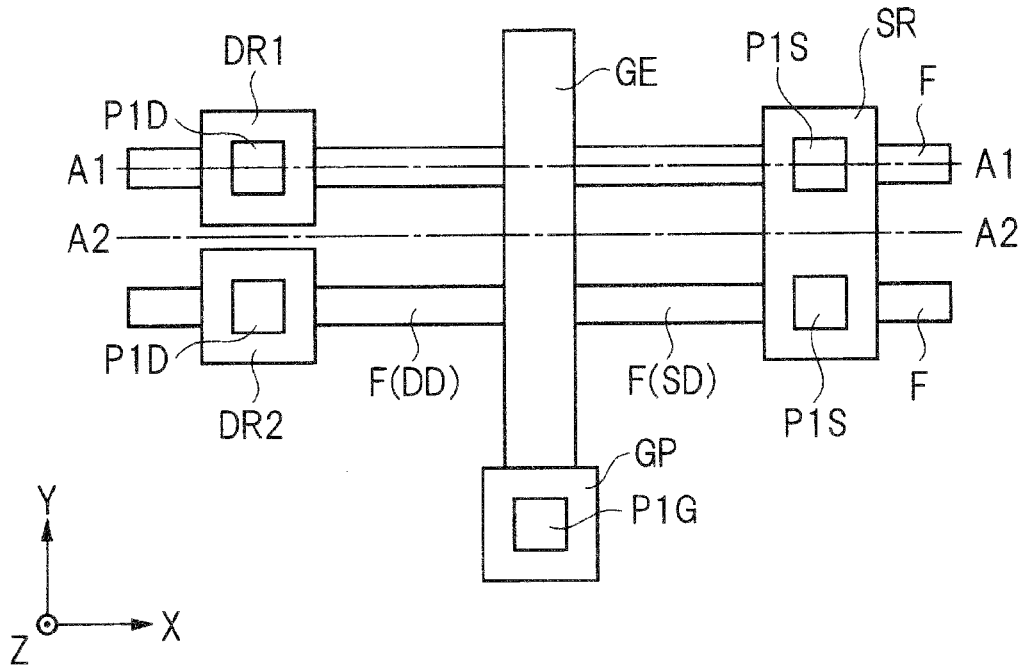 DR1
P1S
SR
GE
F
P1D
A1
A1
A2
A2
P1D
F(DD)
F(SD)
F
DR2
P1S
GP
P1G
Y
X
Z